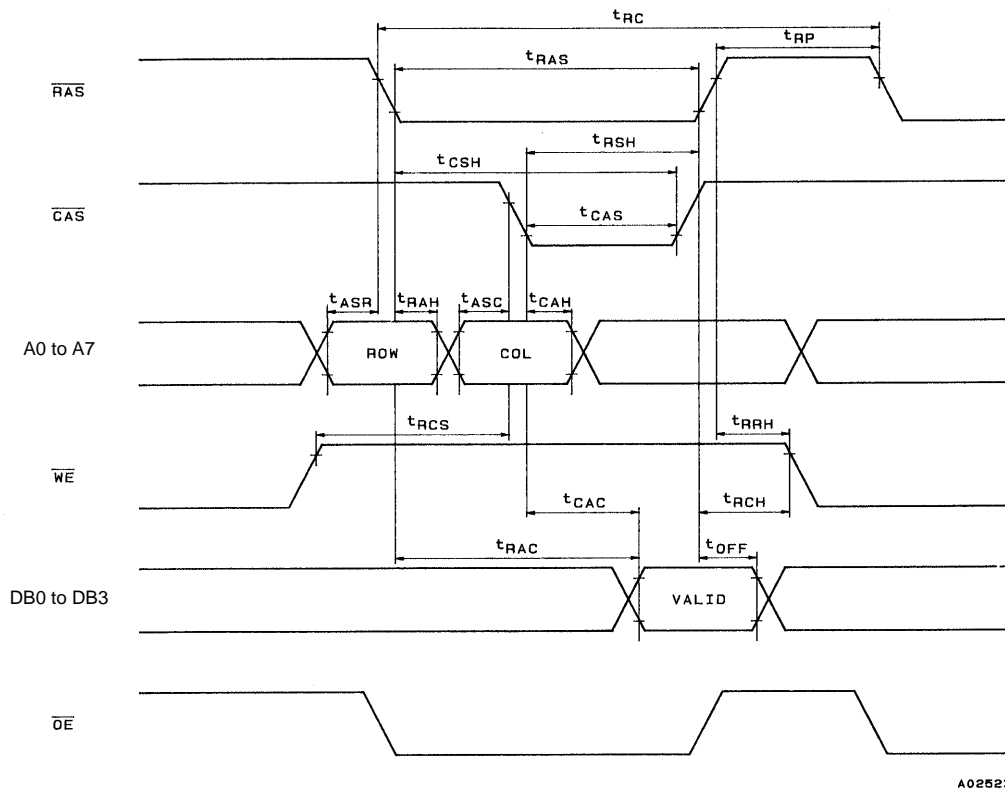 tRC
tRP
tRAS
RAS
tRSH
tCSH
CAS
tCAS
tASR
tRAH
tASC
tCAH
A0 to A7
ROW
COL
tRCS
tRRH
WE
tCAC
tRCH
tRAC
tOFF
DB0 to DB3
VALID
OE